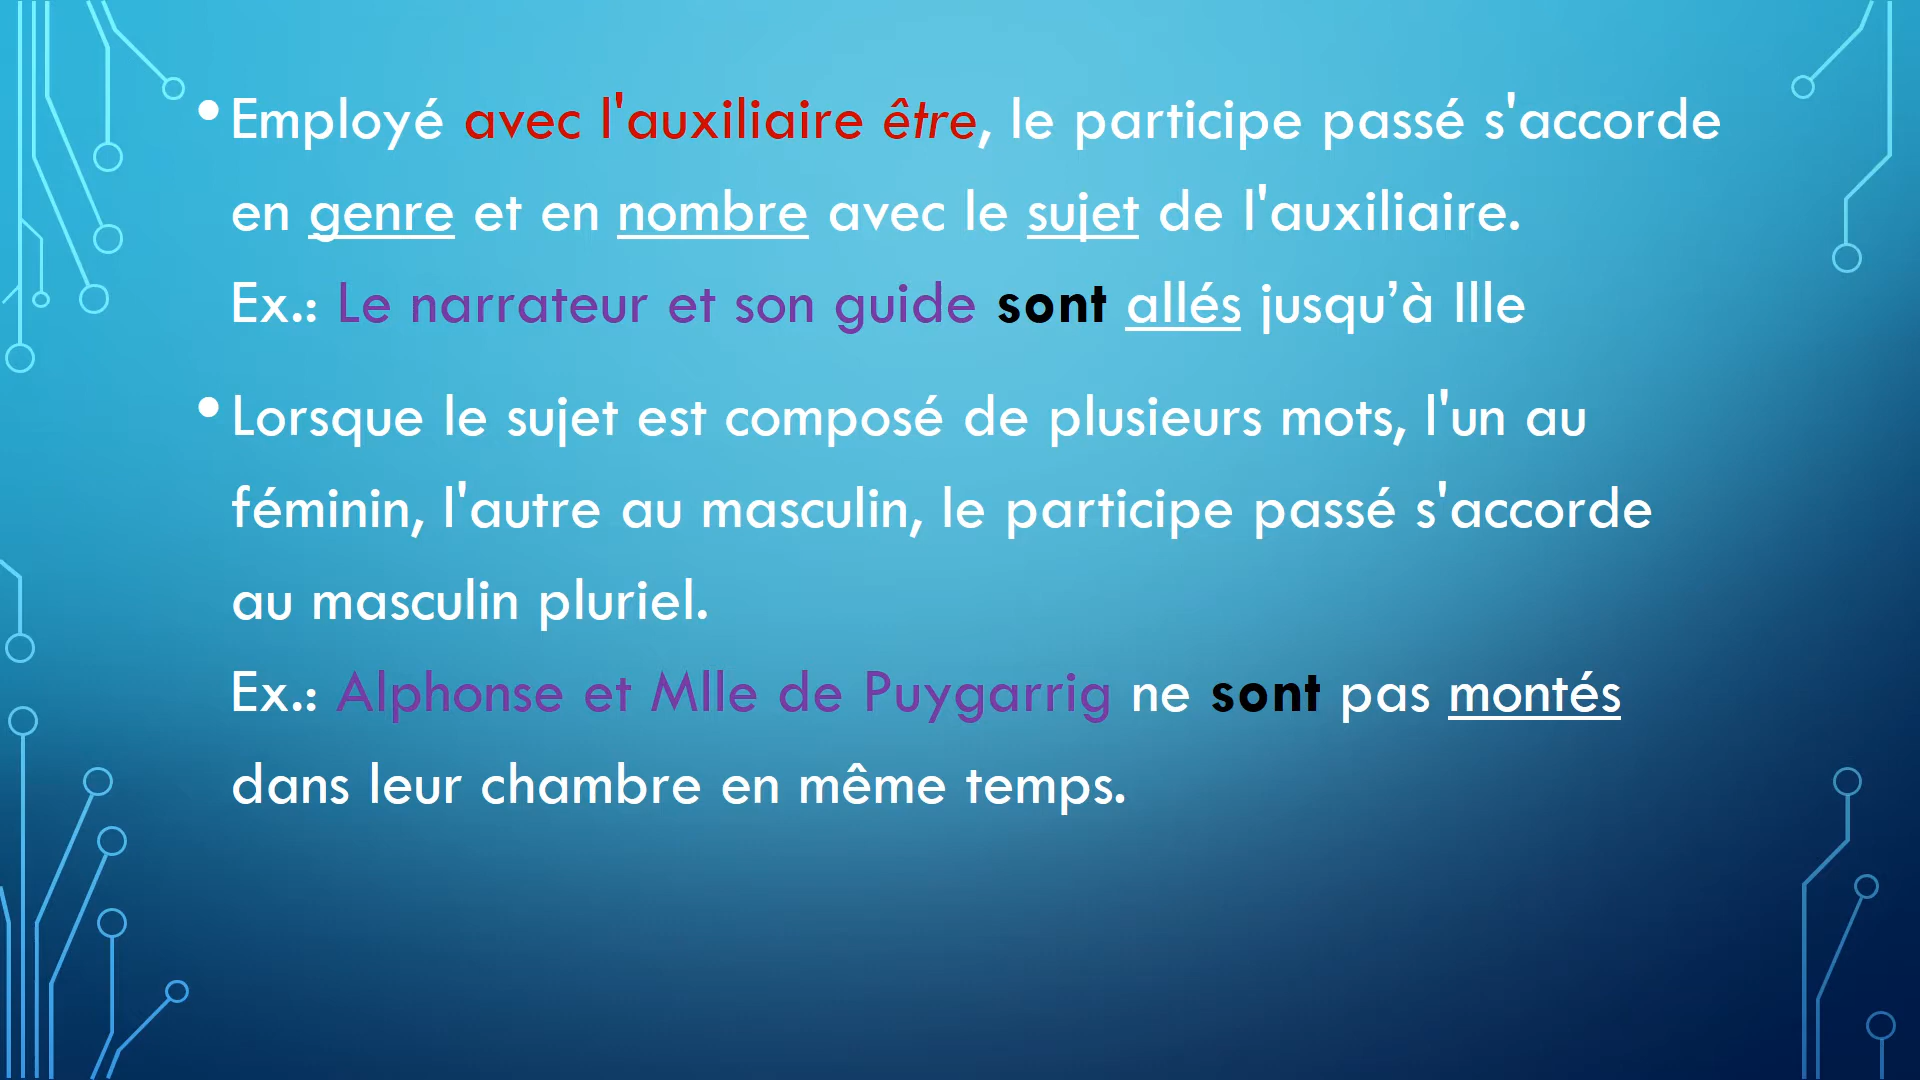 • Employé avec l'auxiliaire être, le participe passé s'accorde
en genre et en nombre avec le sujet de l'auxiliaire.
Ex.: Le narrateur et son guide sont allés jusqu’à Ille
• Lorsque le sujet est composé de plusieurs mots, l'un au
féminin, l'autre au masculin, le participe passé s'accorde
au masculin pluriel.
Ex.: Alphonse et Mlle de Puygarrig ne sont pas montés
dans leur chambre en même temps.